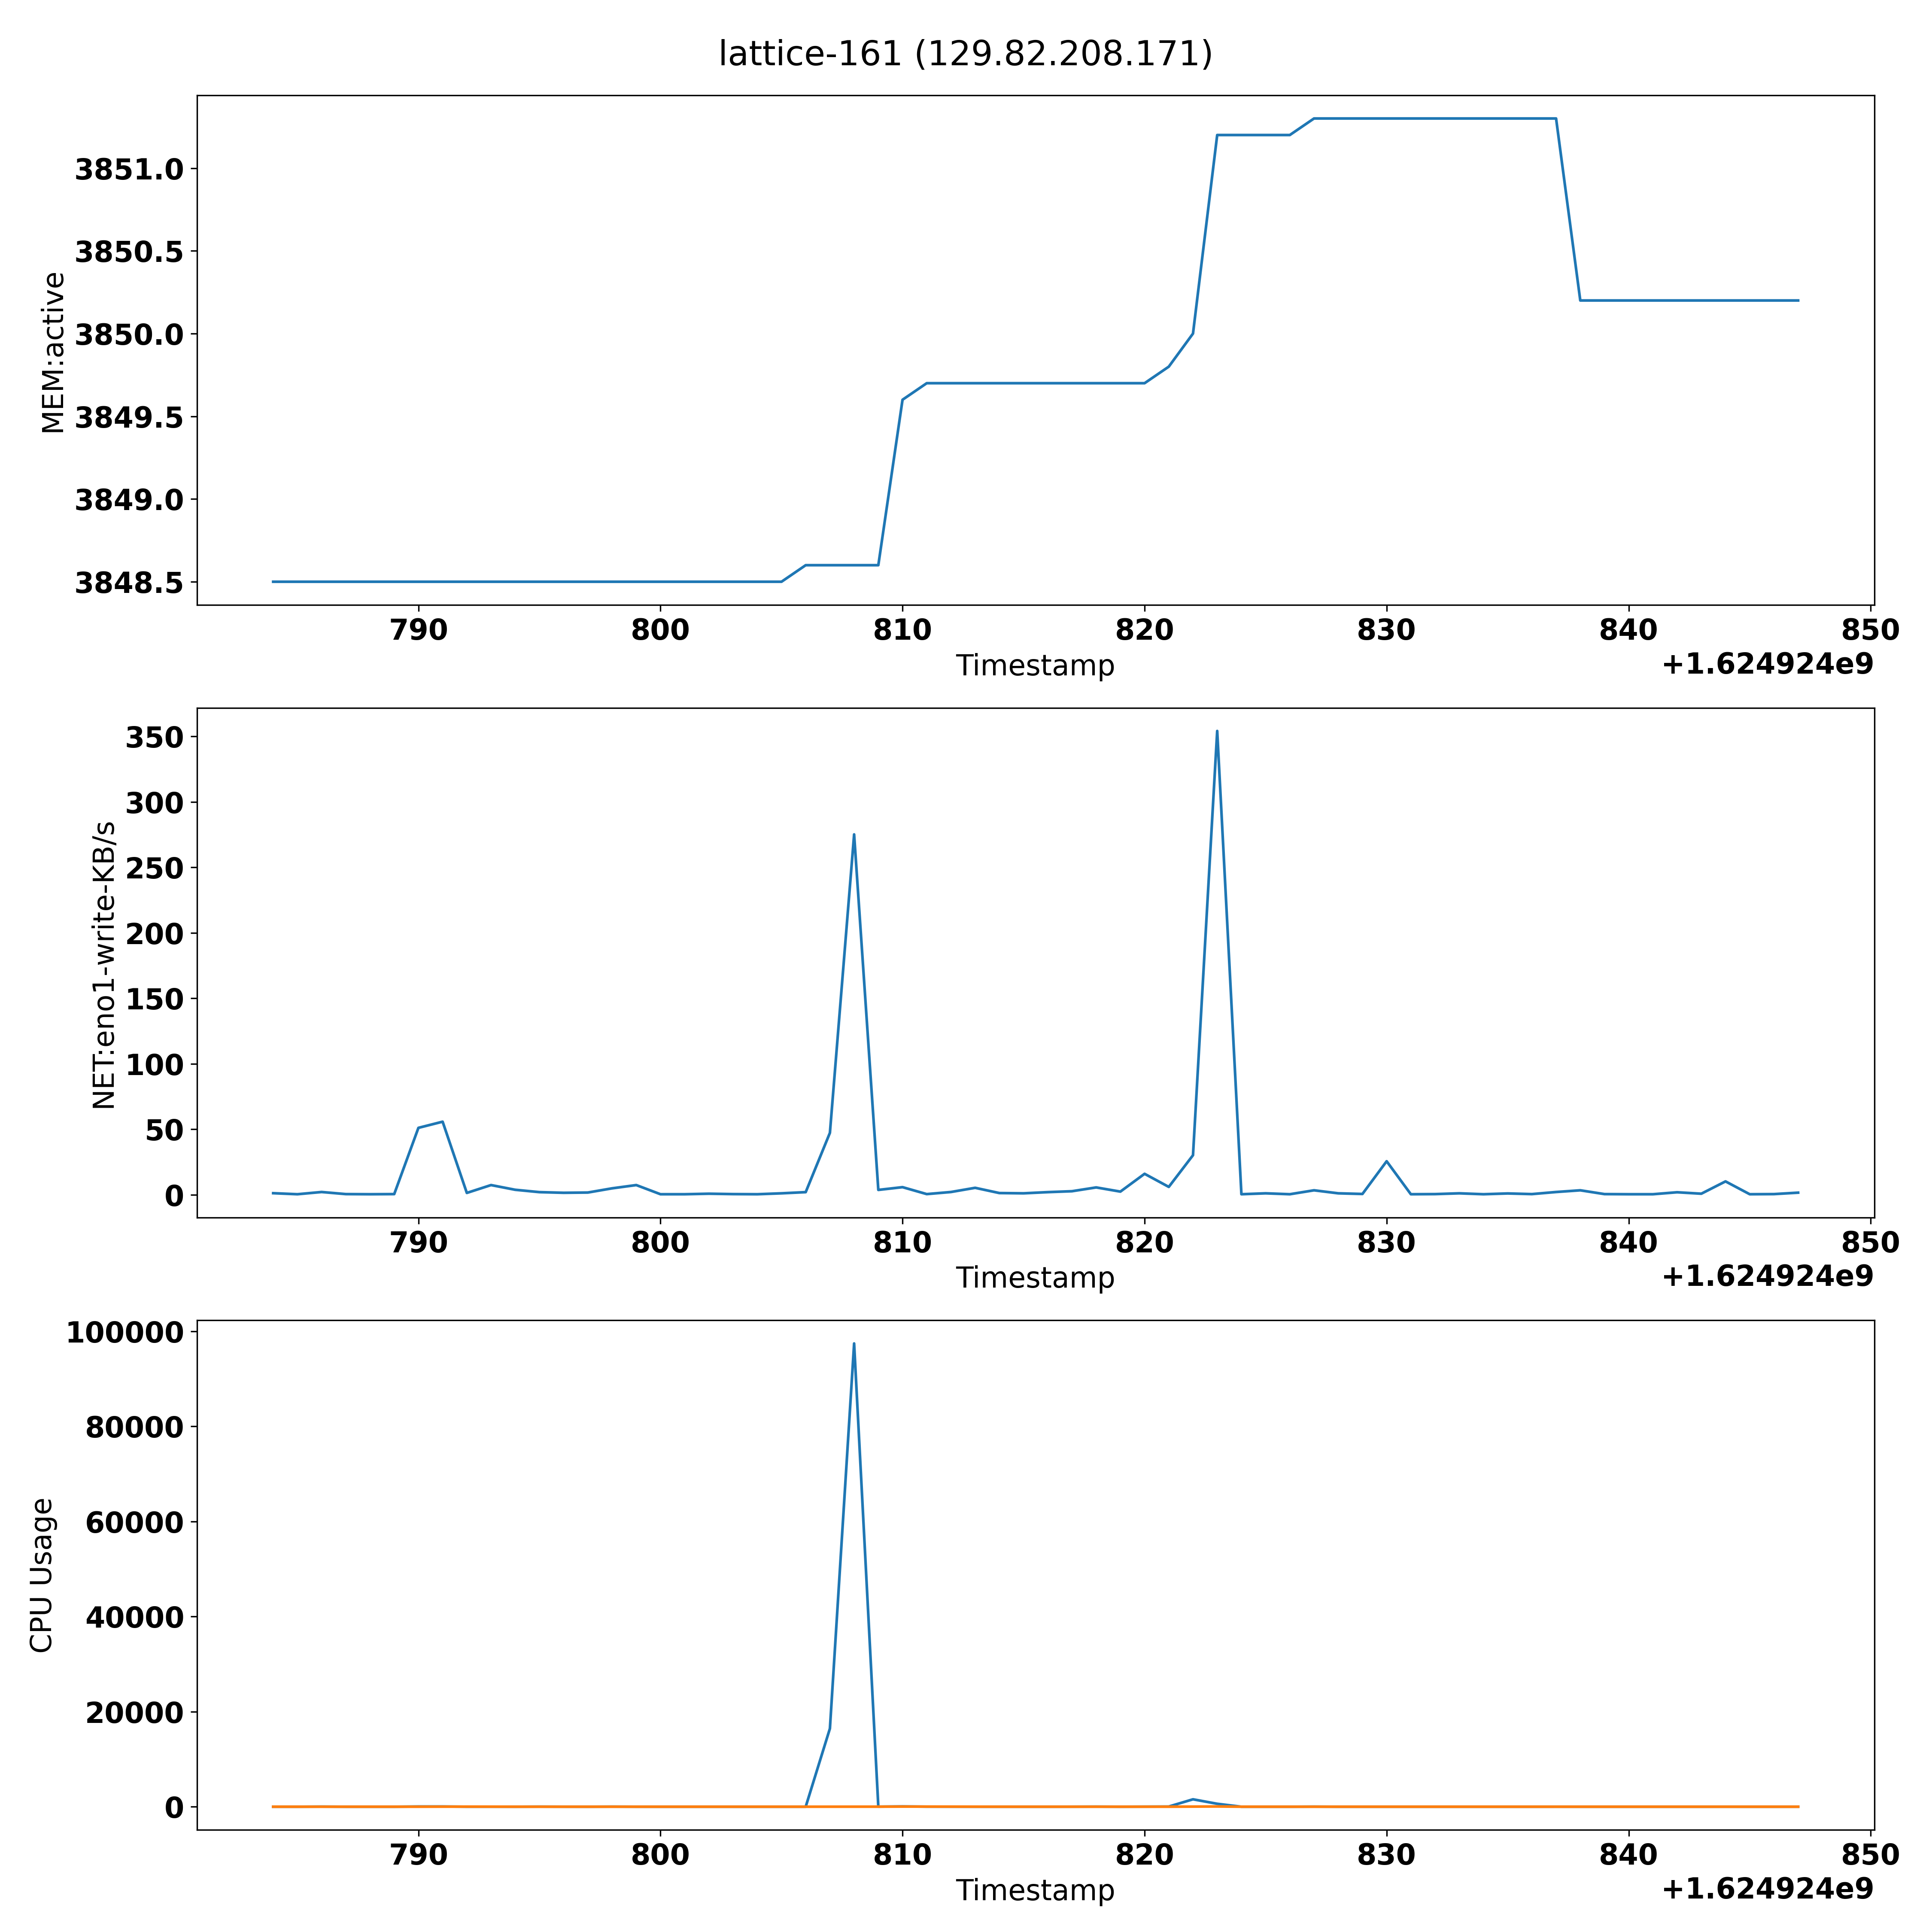 lattice-161 (129.82.208.171)
MEM:active
3851.0
3850.5
3850.0
3849.5
3849.0
3848.5
790 800 810 820 830 840 850
Timestamp
+1.624924e9
NET:eno1-write-KB/s
350
300
250
200
150
100
50
0
790 800 810 820 830 840 850
Timestamp
+1.624924e9
CPU Usage
100000
80000
60000
40000
20000
0
790 800 810 820 830 840 850
Timestamp
+1.624924e9